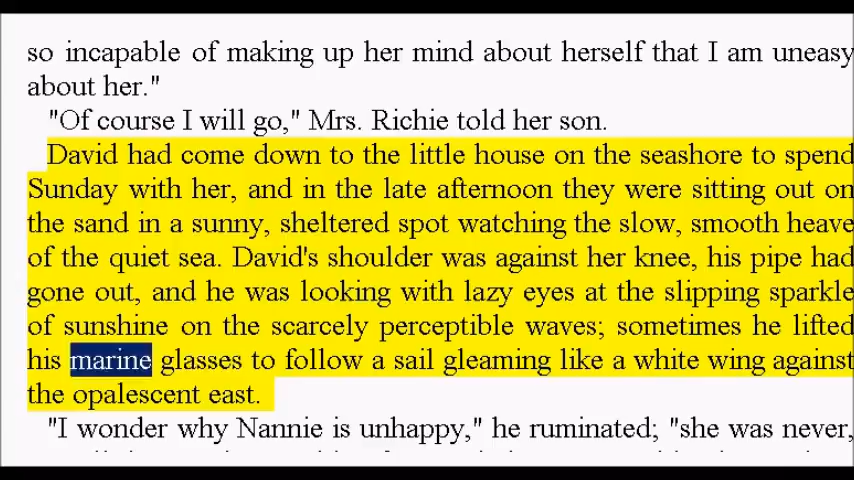 so incapable of making up her mind about herself that I am uneasy
about her."
"Of course I will go," Mrs. Richie told her son.
David had come down to the little house on the seashore to spend
Sunday with her, and in the late afternoon they were sitting out on
the sand in a sunny, sheltered spot watching the slow, smooth heave
of the quiet sea. David's shoulder was against her knee, his pipe had
gone out, and he was looking with lazy eyes at the slipping sparkle
of sunshine on the scarcely perceptible waves; sometimes he lifted
his marine glasses to follow a sail gleaming like a white wing against
the opalescent east.
"I wonder why Nannie is unhappy," he ruminated; "she was never,